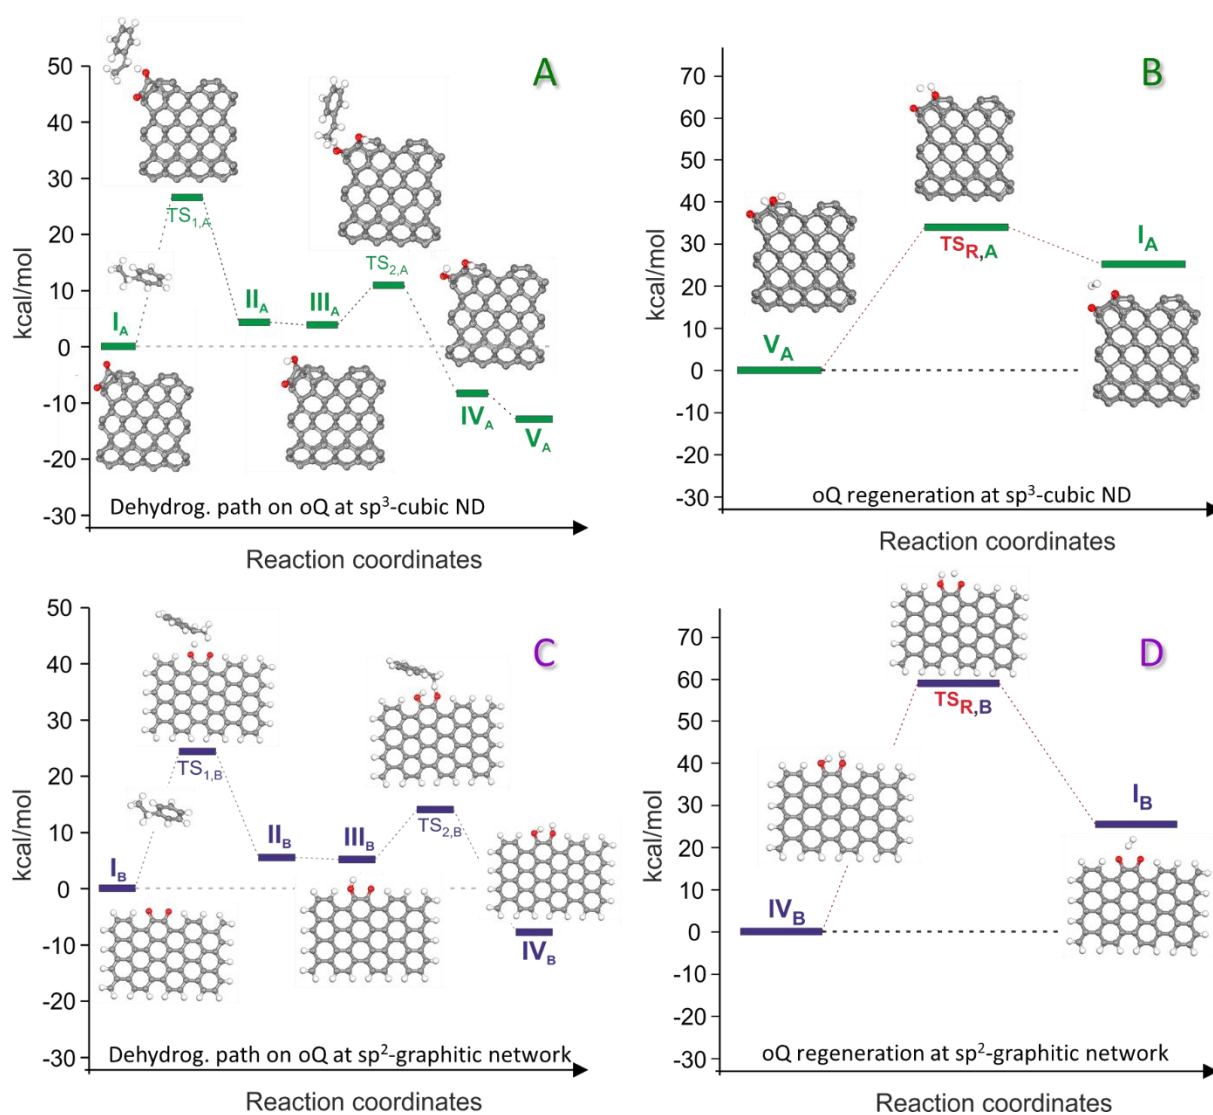 A
50
40
30
20
10
0
-10
-20
-30
kcal/mol
TS1,A
IIA
IIIA
TS2,A
IA
IVA
VA
Dehydrog. path on oQ at sp3-cubic ND
Reaction coordinates
B
70
60
50
40
30
20
10
0
-10
-20
-30
kcal/mol
TSR,A
IA
VA
oQ regeneration at sp3-cubic ND
Reaction coordinates
C
50
40
30
20
10
0
-10
-20
-30
kcal/mol
TS1,B
IIB
IIIB
TS2,B
IB
IVB
Dehydrog. path on oQ at sp2-graphitic network
Reaction coordinates
D
70
60
50
40
30
20
10
0
-10
-20
-30
kcal/mol
TSR,B
IB
IVB
oQ regeneration at sp2-graphitic network
Reaction coordinates